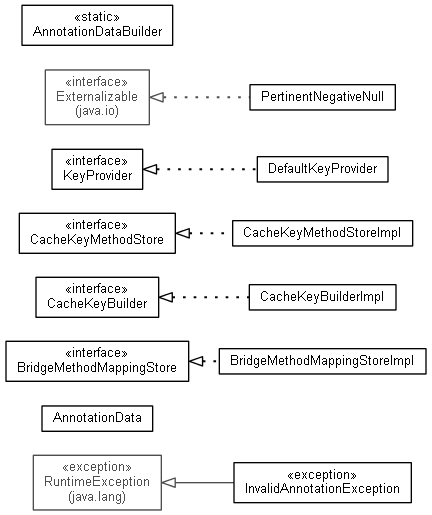 «static»
AnnotationDataBuilder
«interface»
Externalizable
(java.io)
PertinentNegativeNull
«interface»
KeyProvider
DefaultKeyProvider
«interface»
CacheKeyMethodStore
CacheKeyMethodStoreImpl
«interface»
CacheKeyBuilder
CacheKeyBuilderImpl
«interface»
BridgeMethodMappingStore
BridgeMethodMappingStoreImpl
AnnotationData
«exception»
RuntimeException
(java.lang)
«exception»
InvalidAnnotationException